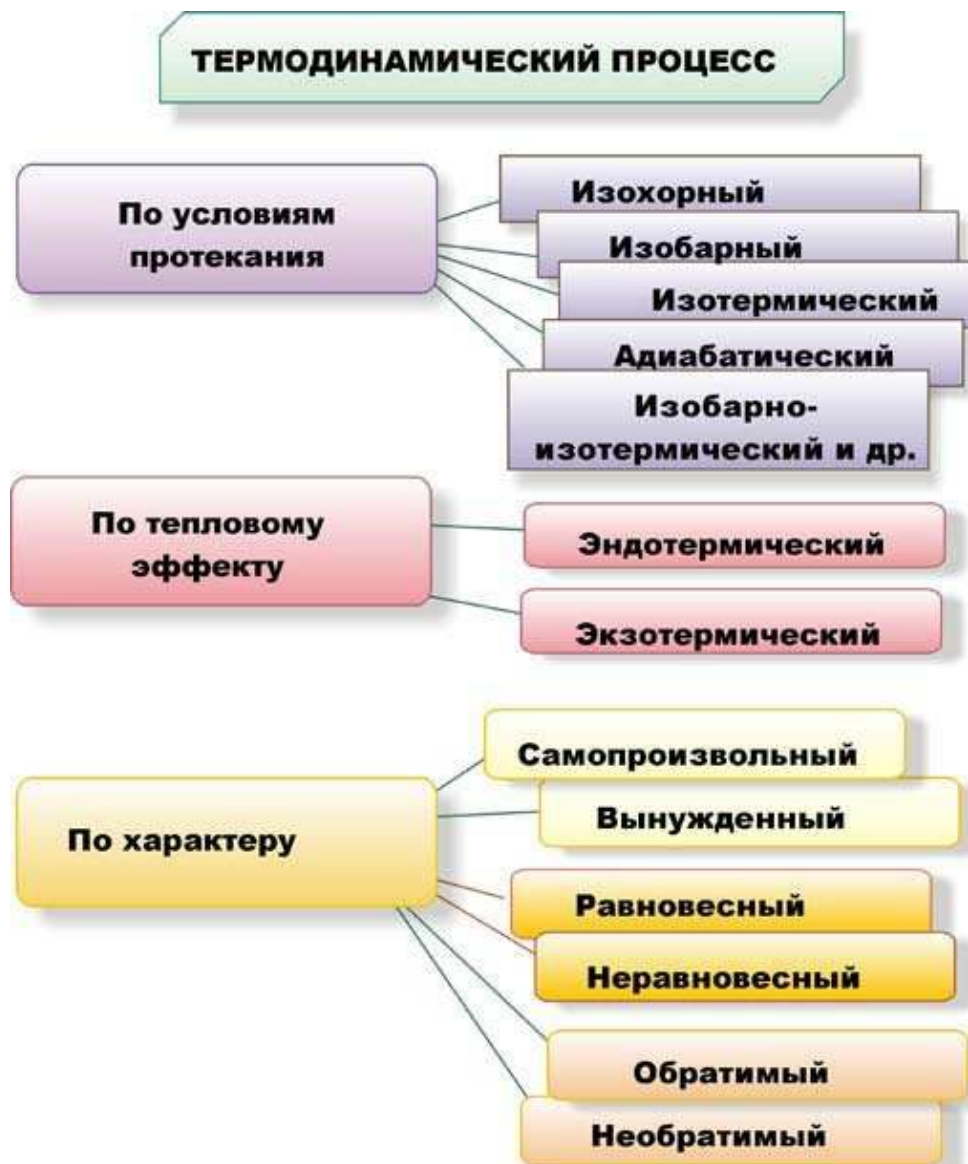 ТЕРМОДИНАМИЧЕСКИЙ ПРОЦЕСС
По условиям
протекания
Изохорный
Изобарный
Изотермический
Адиабатический
Изобарно-
изотермический и др.
По тепловому
эффекту
Эндотермический
Экзотермический
По характеру
Самопроизвольный
Вынужденный
Равновесный
Неравновесный
Обратимый
Необратимый